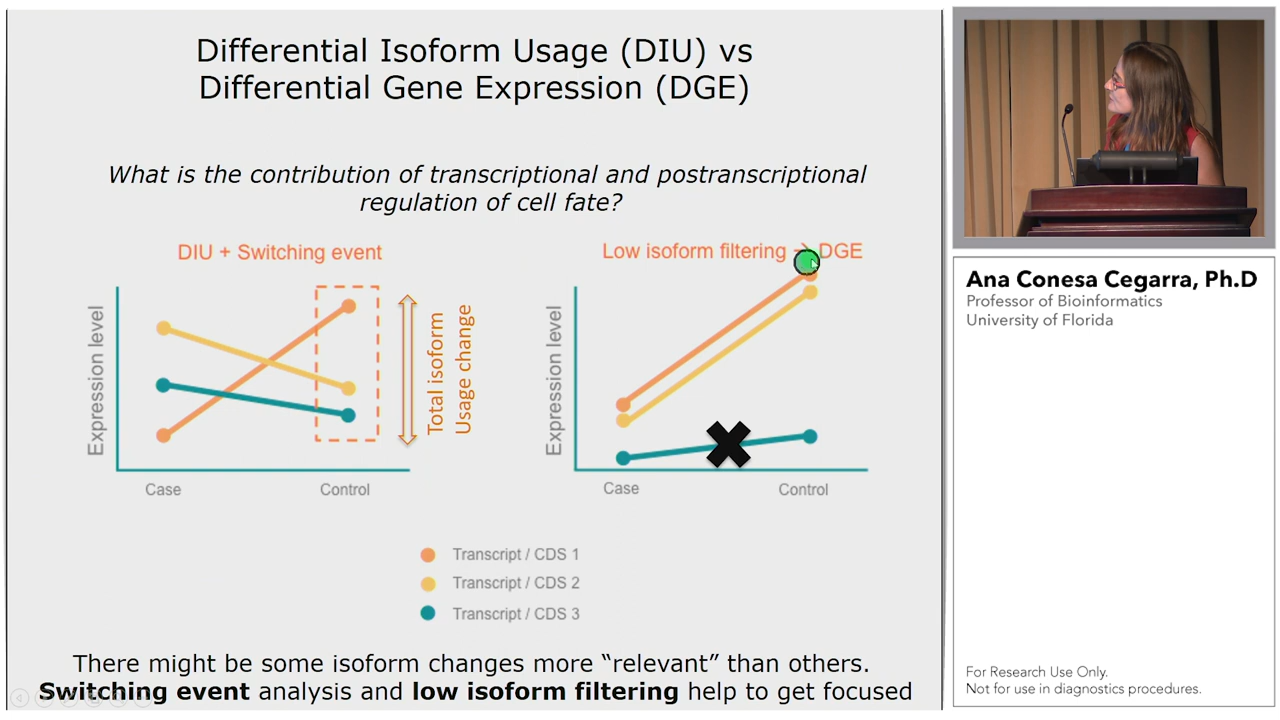 Differential Isoform Usage (DIU) vs
Differential Gene Expression (DGE)
What is the contribution of transcriptional and postranscriptional
regulation of cell fate?
DIU + Switching event
Expression level
Case
Control
Total isoform
Usage change
Low isoform filtering → DGE
Expression level
Case
Control
Transcript / CDS 1
Transcript / CDS 2
Transcript / CDS 3
There might be some isoform changes more “relevant” than others.
Switching event analysis and low isoform filtering help to get focused
Ana Conesa Cegarra, Ph.D
Professor of Bioinformatics
University of Florida
For Research Use Only.
Not for use in diagnostics procedures.